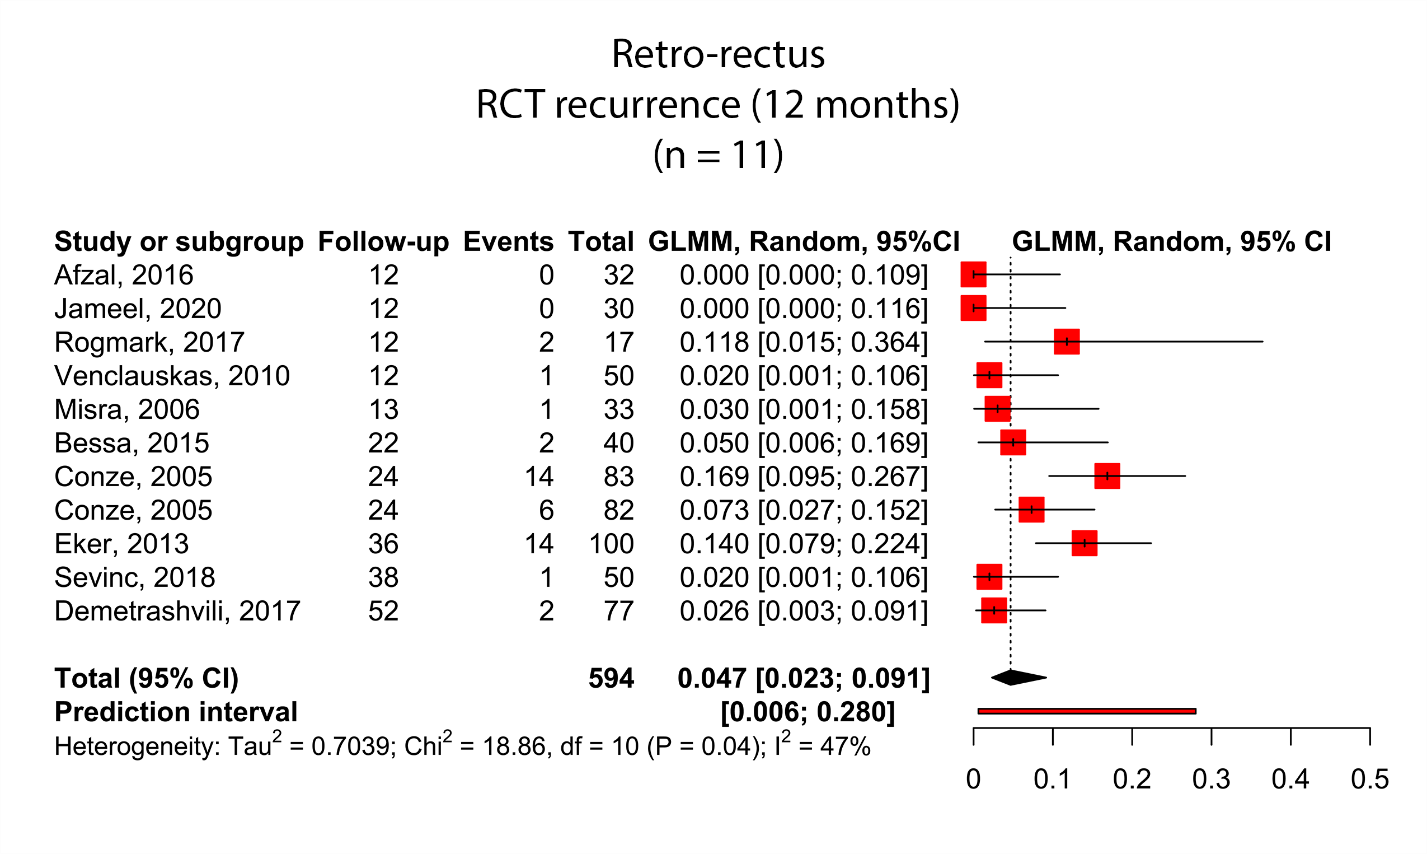 Retro-rectus
RCT recurrence (12 months)
(n = 11)
Study or subgroup Follow-up Events Total GLMM, Random, 95%CI GLMM, Random, 95% CI
Afzal, 2016 12 0 32 0.000 [0.000; 0.109]
Jameel, 2020 12 0 30 0.000 [0.000; 0.116]
Rogmark, 2017 12 2 17 0.118 [0.015; 0.364]
Venclauskas, 2010 12 1 50 0.020 [0.001; 0.106]
Misra, 2006 13 1 33 0.030 [0.001; 0.158]
Bessa, 2015 22 2 40 0.050 [0.006; 0.169]
Conze, 2005 24 14 83 0.169 [0.095; 0.267]
Conze, 2005 24 6 82 0.073 [0.027; 0.152]
Eker, 2013 36 14 100 0.140 [0.079; 0.224]
Sevinc, 2018 38 1 50 0.020 [0.001; 0.106]
Demetrashvili, 2017 52 2 77 0.026 [0.003; 0.091]
Total (95% CI) 594 0.047 [0.023; 0.091]
Prediction interval [0.006; 0.280]
Heterogeneity: Tau² = 0.7039; Chi² = 18.86, df = 10 (P = 0.04); I² = 47%
0 0.1 0.2 0.3 0.4 0.5